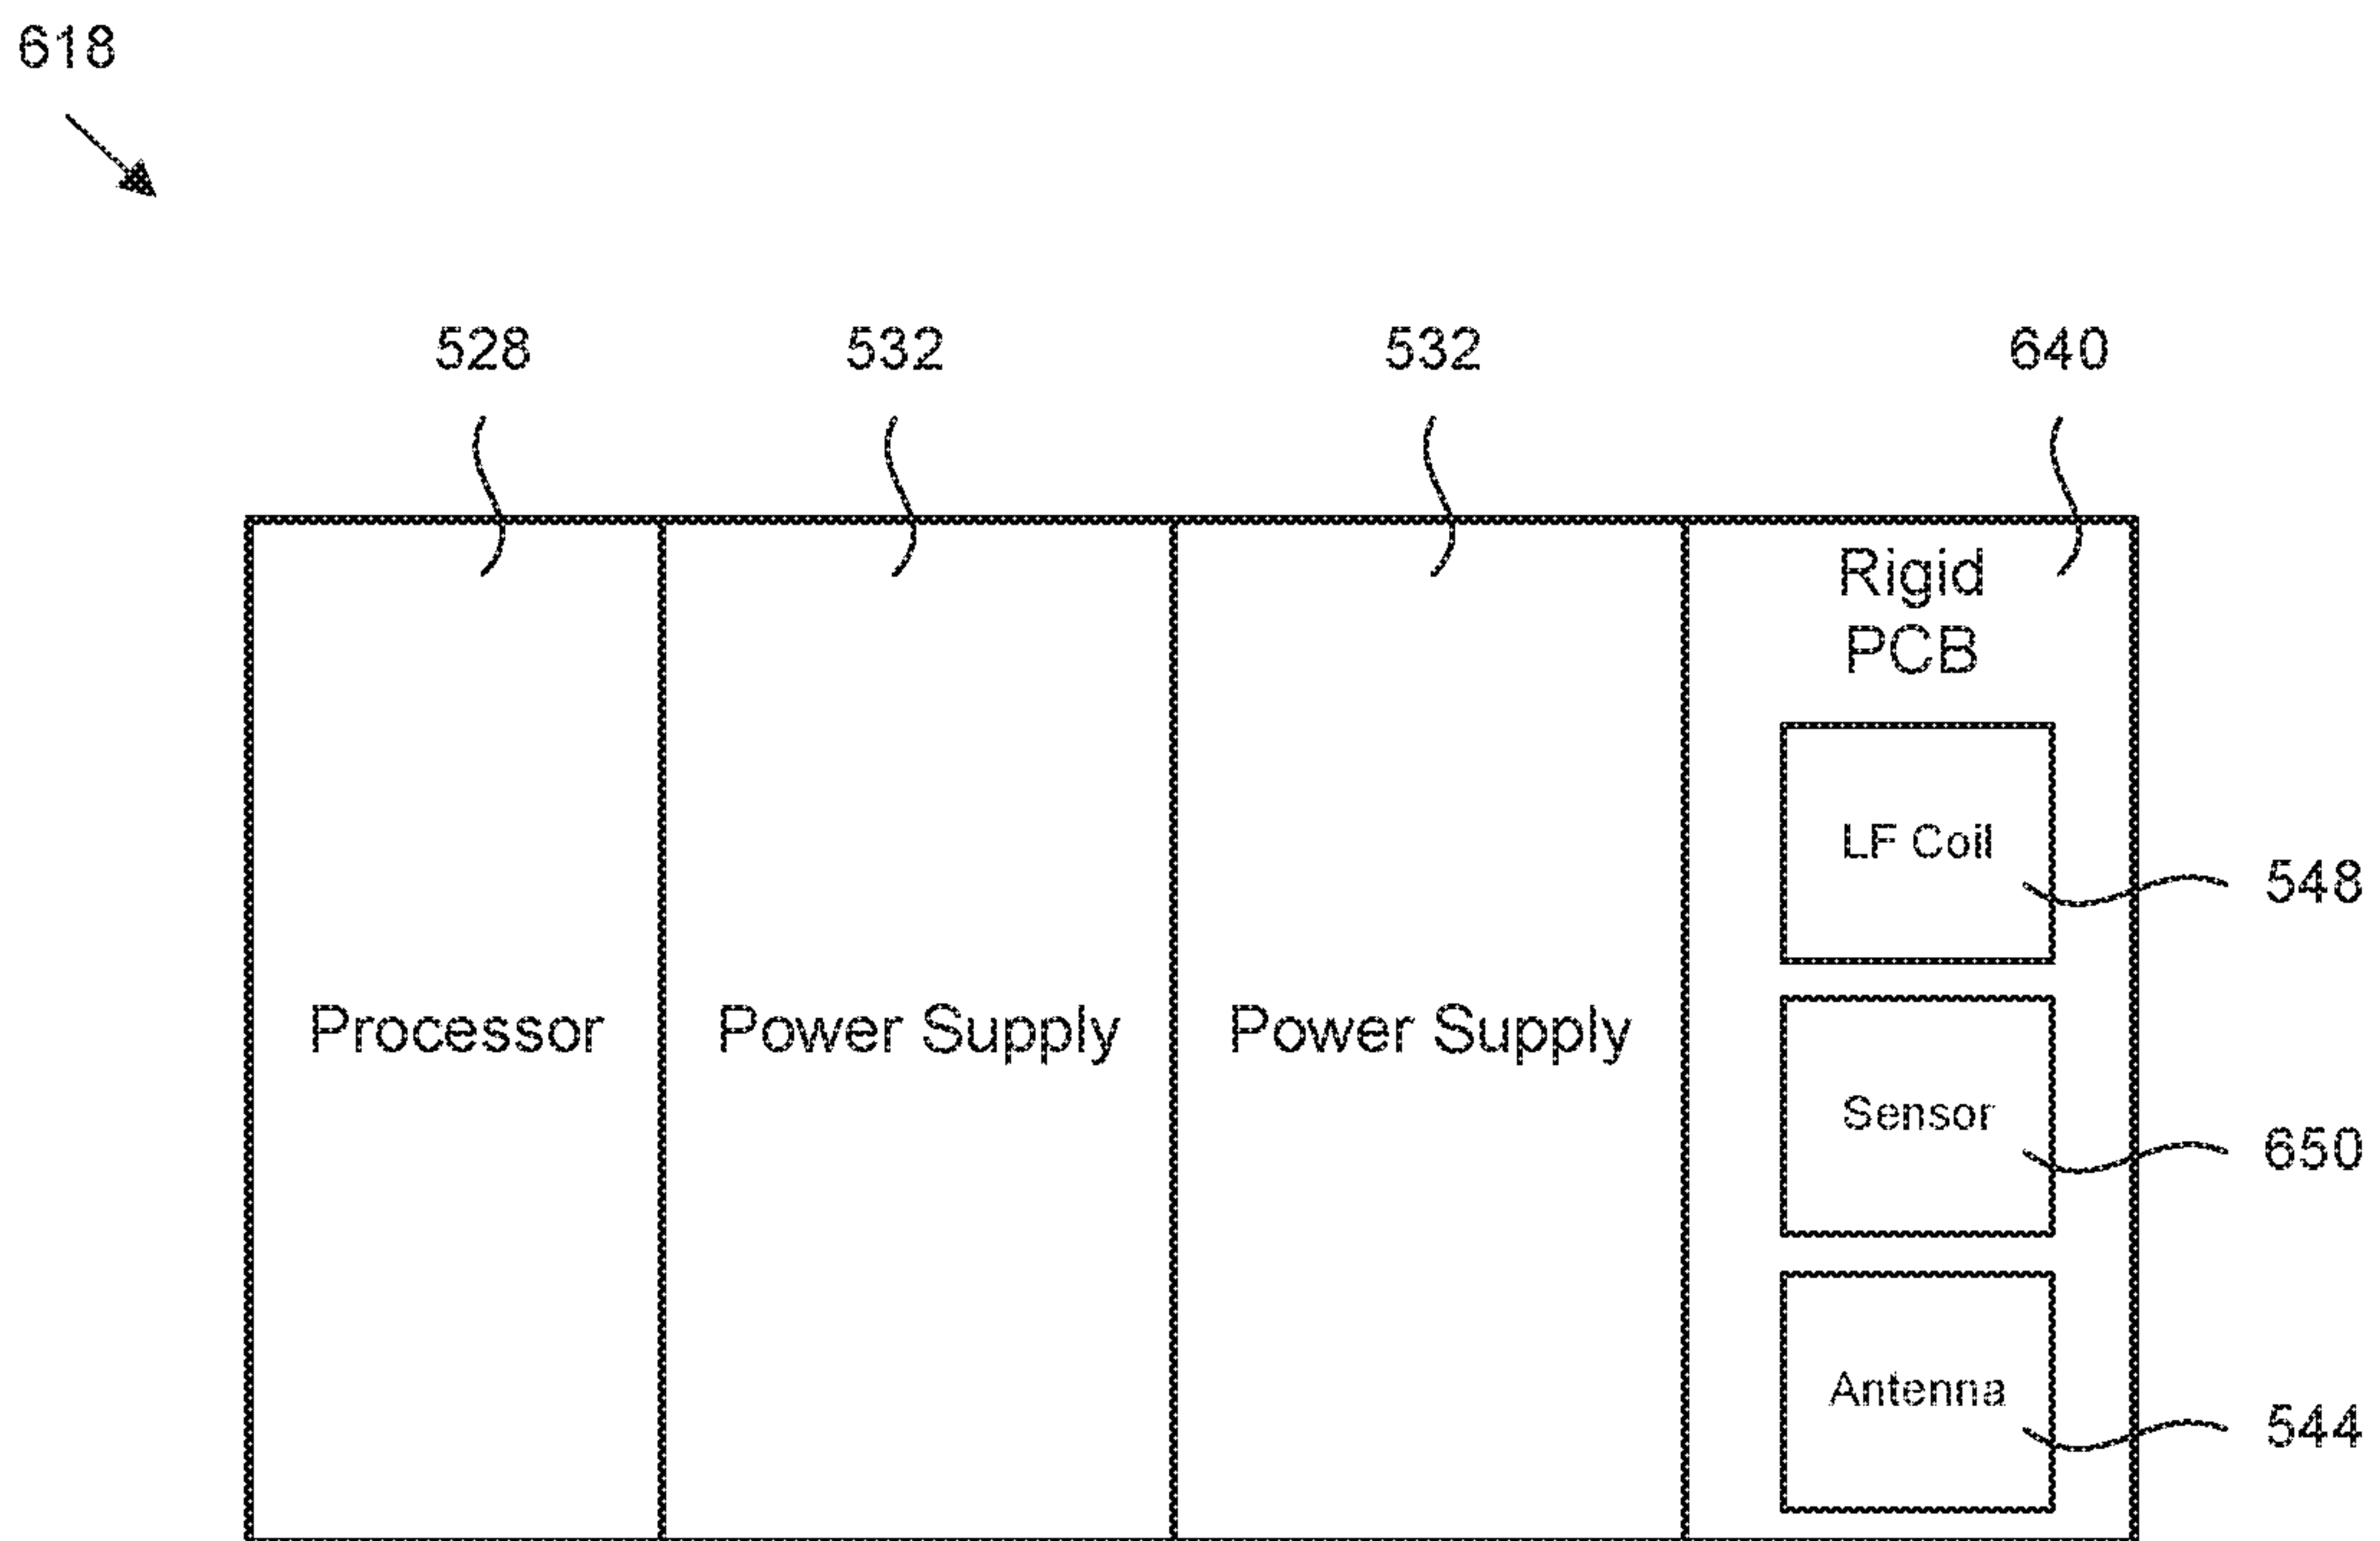 618
528
532
532
640
Rigid
PCB
LF Coil
548
Processor
Power Supply
Power Supply
Sensor
650
Antenna
544